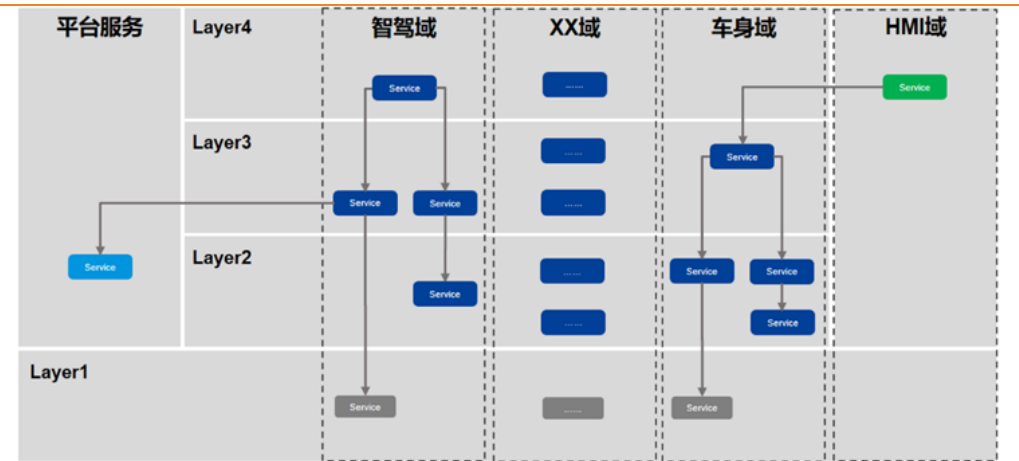 平台服务
Layer4
智驾域
XX域
车身域
HMI域
Service
......
Service
Layer3
......
Service
Service
Service
......
Layer2
Service
......
Service
Service
Service
......
Service
Layer1
Service
......
Service